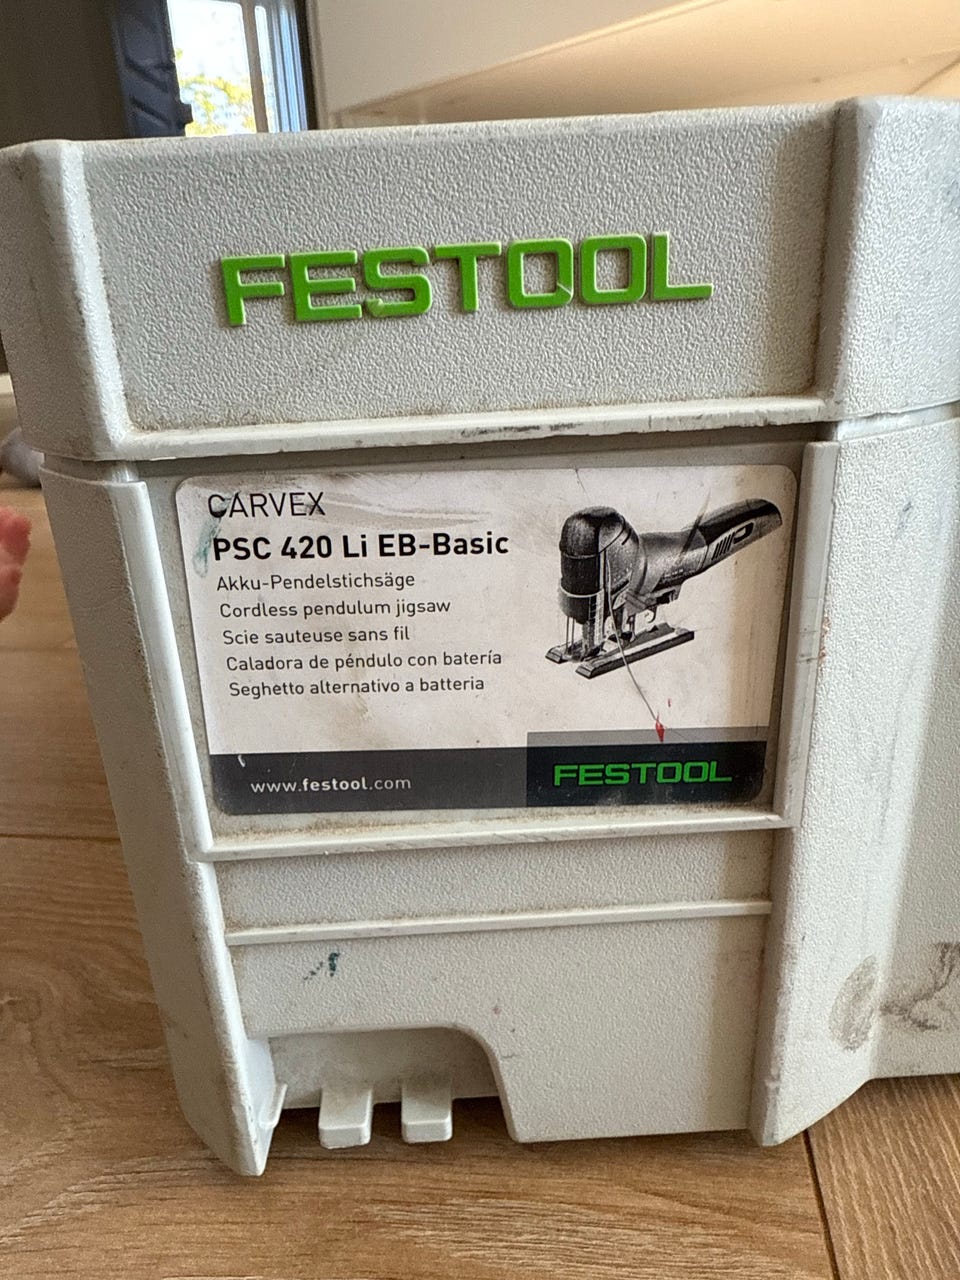 FESTOOL
CARVEX
PSC 420 Li EB-Basic
Akku-Pendelstichsäge
Cordless pendulum jigsaw
Scie sauteuse sans fil
Caladora de péndulo con batería
Seghetto alternativo a batteria
www.festool.com
FESTOOL